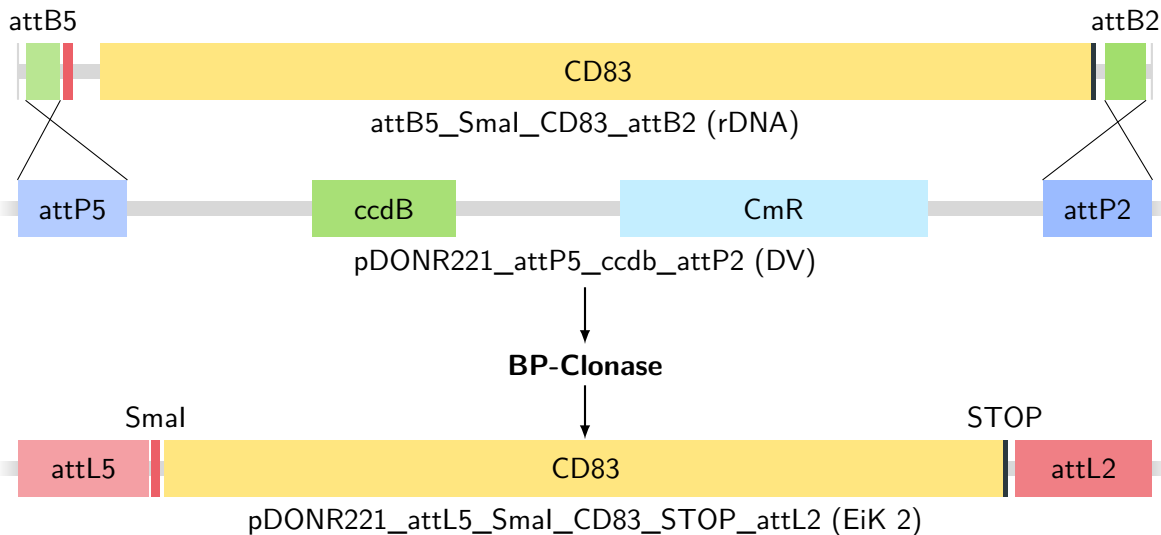 attB5 attB2
CD83
attB5_SmaI_CD83_attB2 (rDNA)
attP5 ccdB CmR attP2
pDONR221_attP5_ccdb_attP2 (DV)
BP-Clonase
SmaI STOP
attL5 CD83 attL2
pDONR221_attL5_SmaI_CD83_STOP_attL2 (EiK 2)